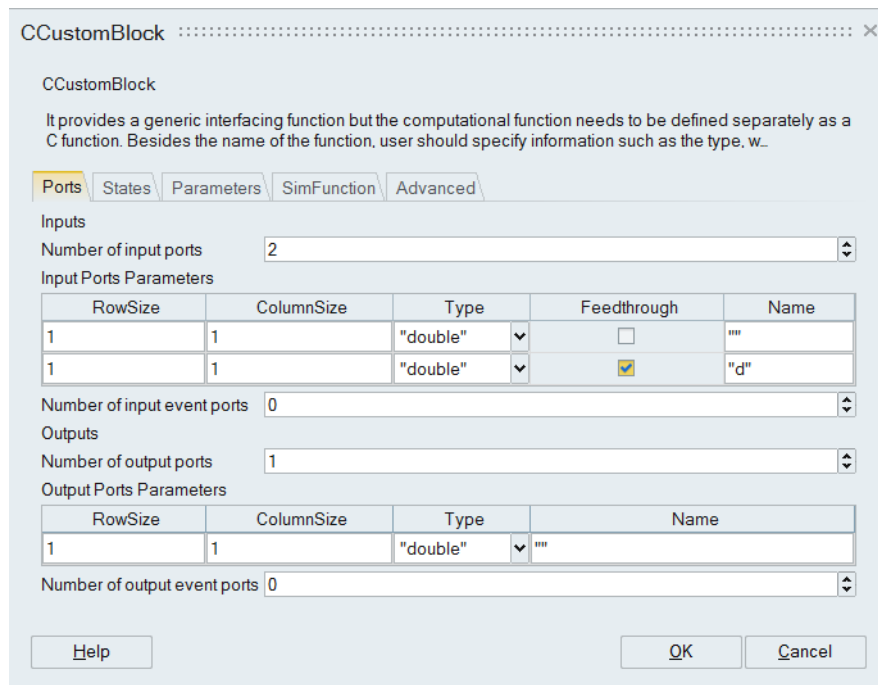 CCustomBlock
CCustomBlock
It provides a generic interfacing function but the computational function needs to be defined separately as a
C function. Besides the name of the function, user should specify information such as the type, w...
Ports States Parameters SimFunction Advanced
Inputs
Number of input ports 2
Input Ports Parameters
RowSize ColumnSize Type Feedthrough Name
1 1 "double" ""
1 1 "double" "d"
Number of input event ports 0
Outputs
Number of output ports 1
Output Ports Parameters
RowSize ColumnSize Type Name
1 1 "double" ""
Number of output event ports 0
Help OK Cancel